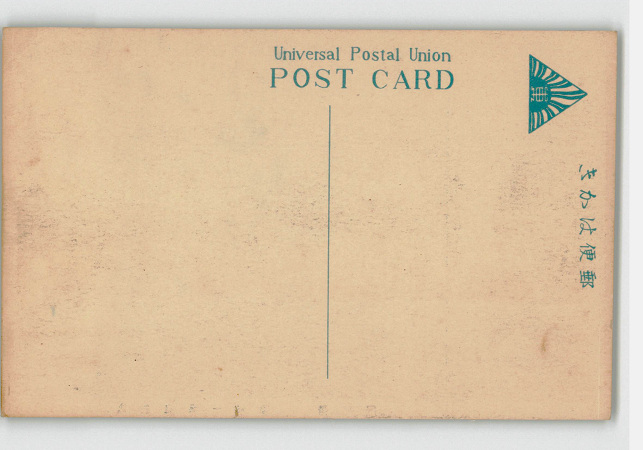 Universal Postal Union
POST CARD
郵便はかき